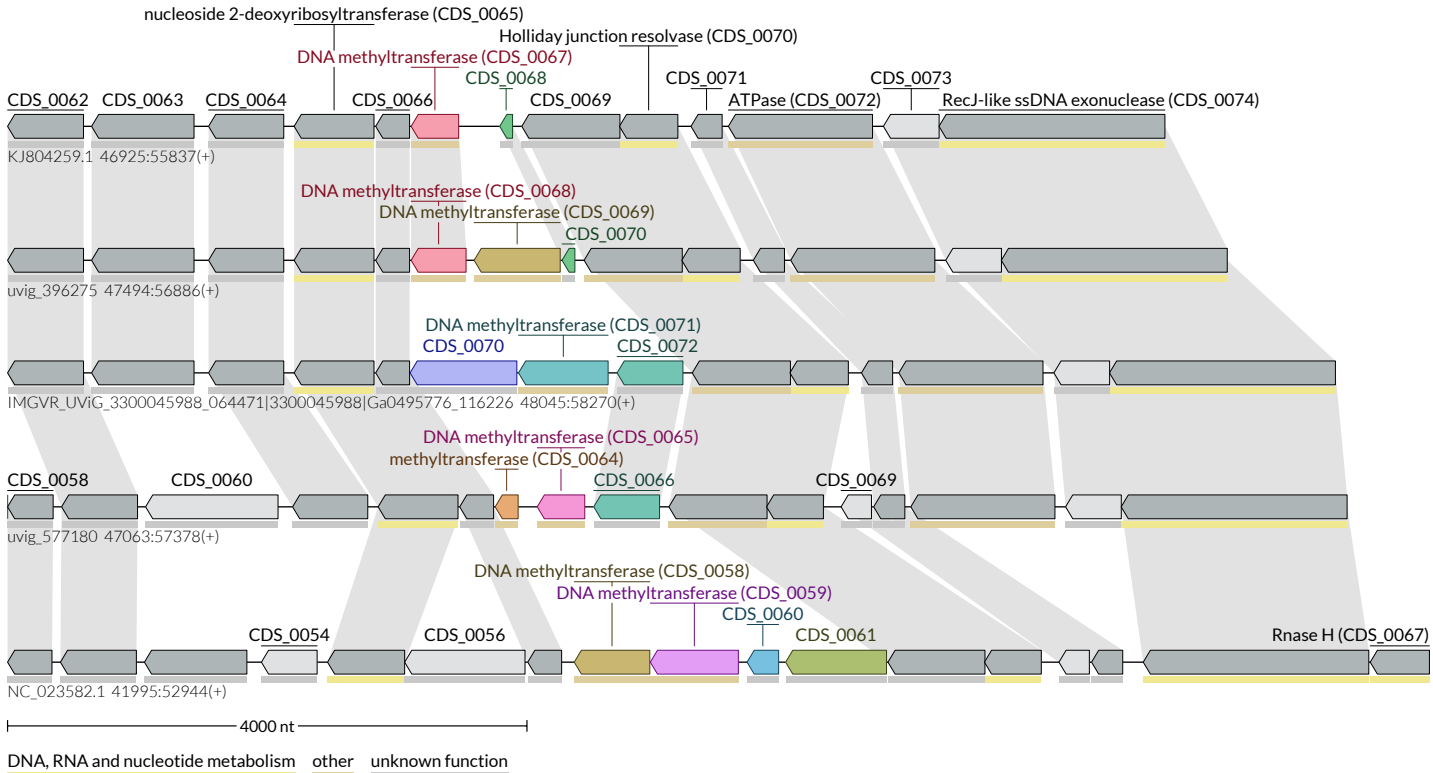 nucleoside 2-deoxyribosyltransferase (CDS_0065)
Holliday junction resolvase (CDS_0070)
DNA methyltransferase (CDS_0067)
CDS_0068 CDS_0071 CDS_0073
CDS_0062 CDS_0063 CDS_0064 CDS_0066 CDS_0069 ATPase (CDS_0072) RecJ-like ssDNA exonuclease (CDS_0074)
KJ804259.1 46925:55837(+)
DNA methyltransferase (CDS_0068)
DNA methyltransferase (CDS_0069)
CDS_0070
uvig_396275 47494:56886(+)
DNA methyltransferase (CDS_0071)
CDS_0070 CDS_0072
IMGVR_UViG_3300045988_064471|3300045988|Ga0495776_116226 48045:58270(+)
DNA methyltransferase (CDS_0065)
methyltransferase (CDS_0064)
CDS_0058 CDS_0060 CDS_0066 CDS_0069
uvig_577180 47063:57378(+)
DNA methyltransferase (CDS_0058)
DNA methyltransferase (CDS_0059)
CDS_0060
CDS_0054 CDS_0056 CDS_0061 Rnase H (CDS_0067)
NC_023582.1 41995:52944(+)
4000 nt
DNA, RNA and nucleotide metabolism other unknown function